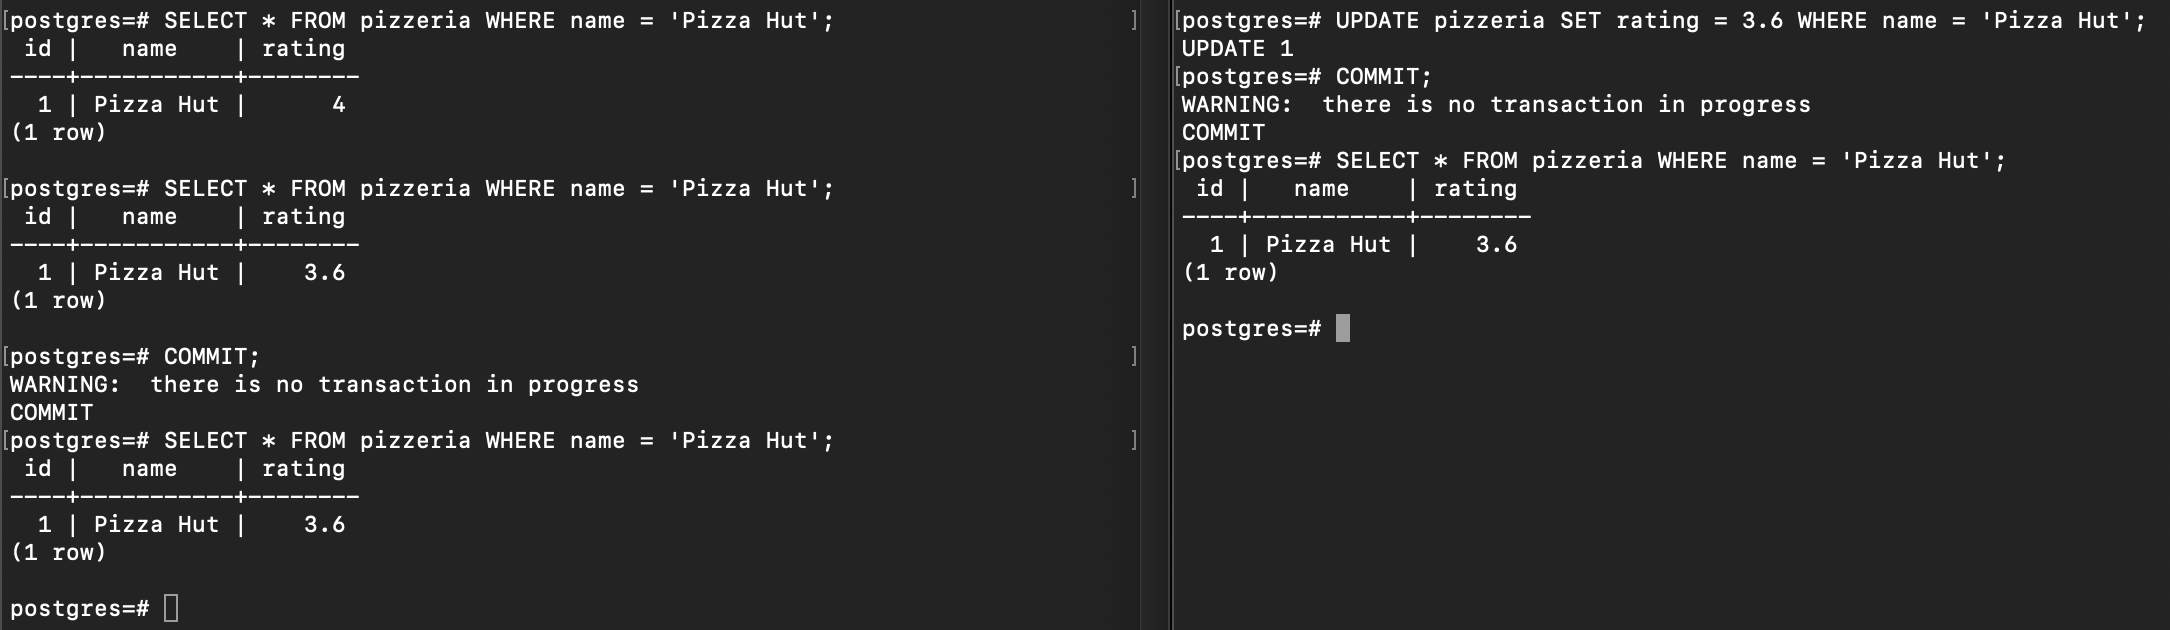 [postgres=# SELECT * FROM pizzeria WHERE name = 'Pizza Hut'; ]
 id |   name    | rating
----+-----------+--------
  1 | Pizza Hut |      4
(1 row)

[postgres=# SELECT * FROM pizzeria WHERE name = 'Pizza Hut'; ]
 id |   name    | rating
----+-----------+--------
  1 | Pizza Hut |    3.6
(1 row)

[postgres=# COMMIT; ]
WARNING:  there is no transaction in progress
COMMIT
[postgres=# SELECT * FROM pizzeria WHERE name = 'Pizza Hut'; ]
 id |   name    | rating
----+-----------+--------
  1 | Pizza Hut |    3.6
(1 row)

postgres=#
[postgres=# UPDATE pizzeria SET rating = 3.6 WHERE name = 'Pizza Hut';
UPDATE 1
[postgres=# COMMIT;
WARNING:  there is no transaction in progress
COMMIT
[postgres=# SELECT * FROM pizzeria WHERE name = 'Pizza Hut';
 id |   name    | rating
----+-----------+--------
  1 | Pizza Hut |    3.6
(1 row)

postgres=#